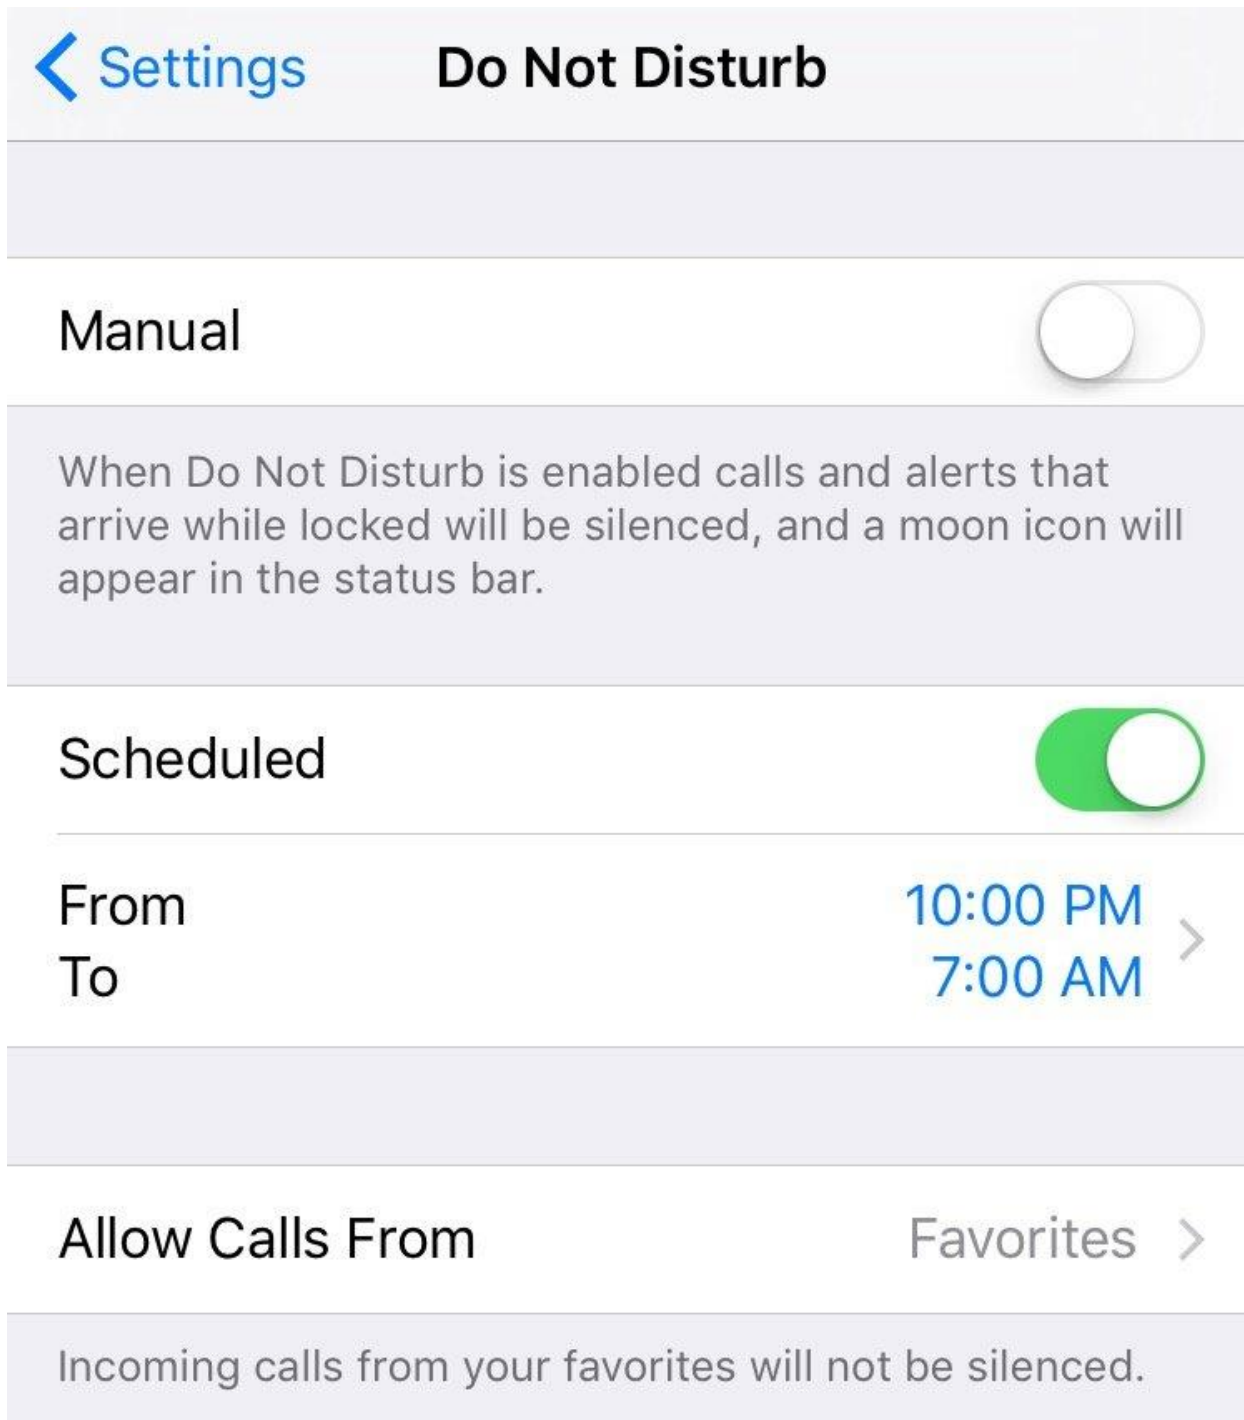 Settings
Do Not Disturb
Manual
When Do Not Disturb is enabled calls and alerts that
arrive while locked will be silenced, and a moon icon will
appear in the status bar.
Scheduled
From 10:00 PM
To 7:00 AM
Allow Calls From Favorites
Incoming calls from your favorites will not be silenced.